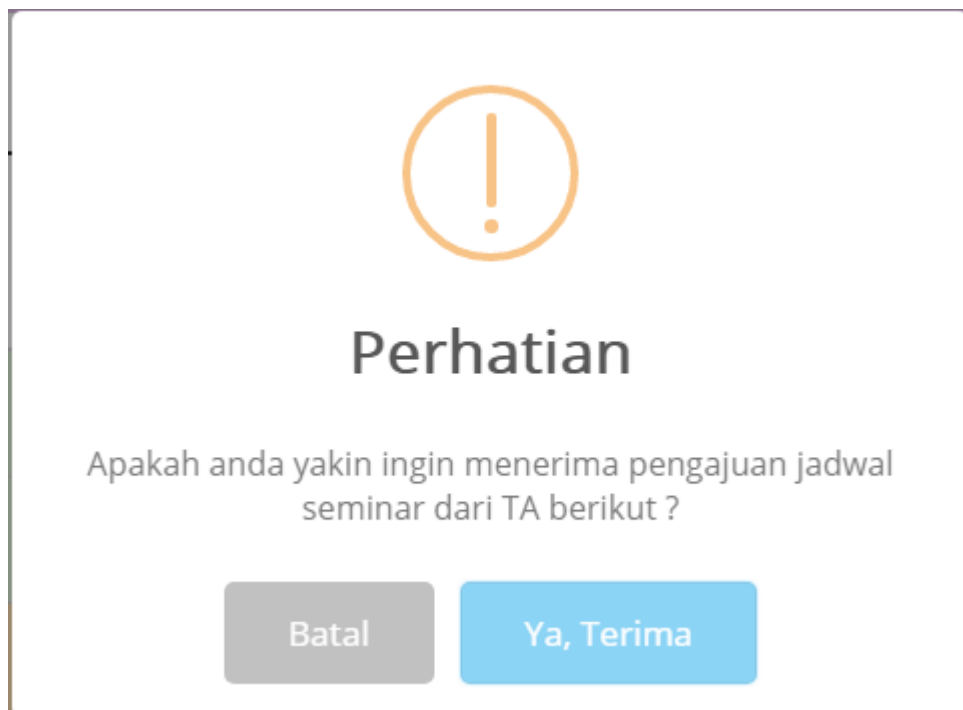 Perhatian
Apakah anda yakin ingin menerima pengajuan jadwal
seminar dari TA berikut ?
Batal
Ya, Terima